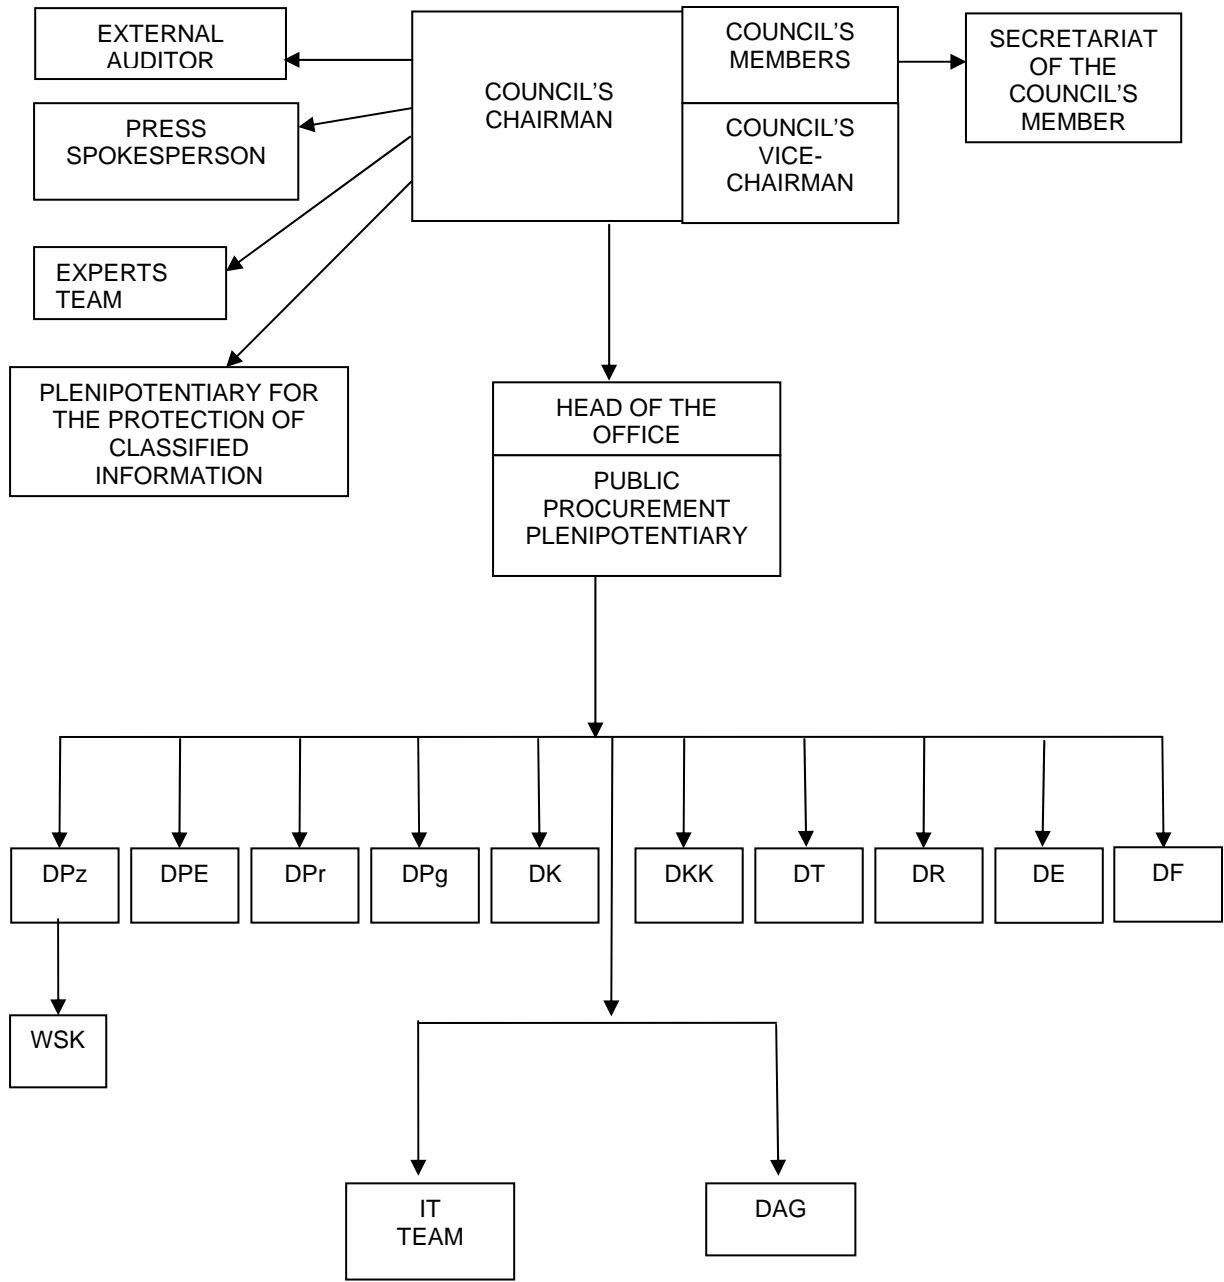 EXTERNAL
AUDITOR
PRESS
SPOKESPERSON
EXPERTS
TEAM
PLENIPOTENTIARY FOR
THE PROTECTION OF
CLASSIFIED
INFORMATION
COUNCIL'S
CHAIRMAN
COUNCIL'S
MEMBERS
COUNCIL'S
VICE-
CHAIRMAN
SECRETARIAT
OF THE
COUNCIL'S
MEMBER
HEAD OF THE
OFFICE
PUBLIC
PROCUREMENT
PLENIPOTENTIARY
DPz
DPE
DPr
DPg
DK
DKK
DT
DR
DE
DF
WSK
IT
TEAM
DAG